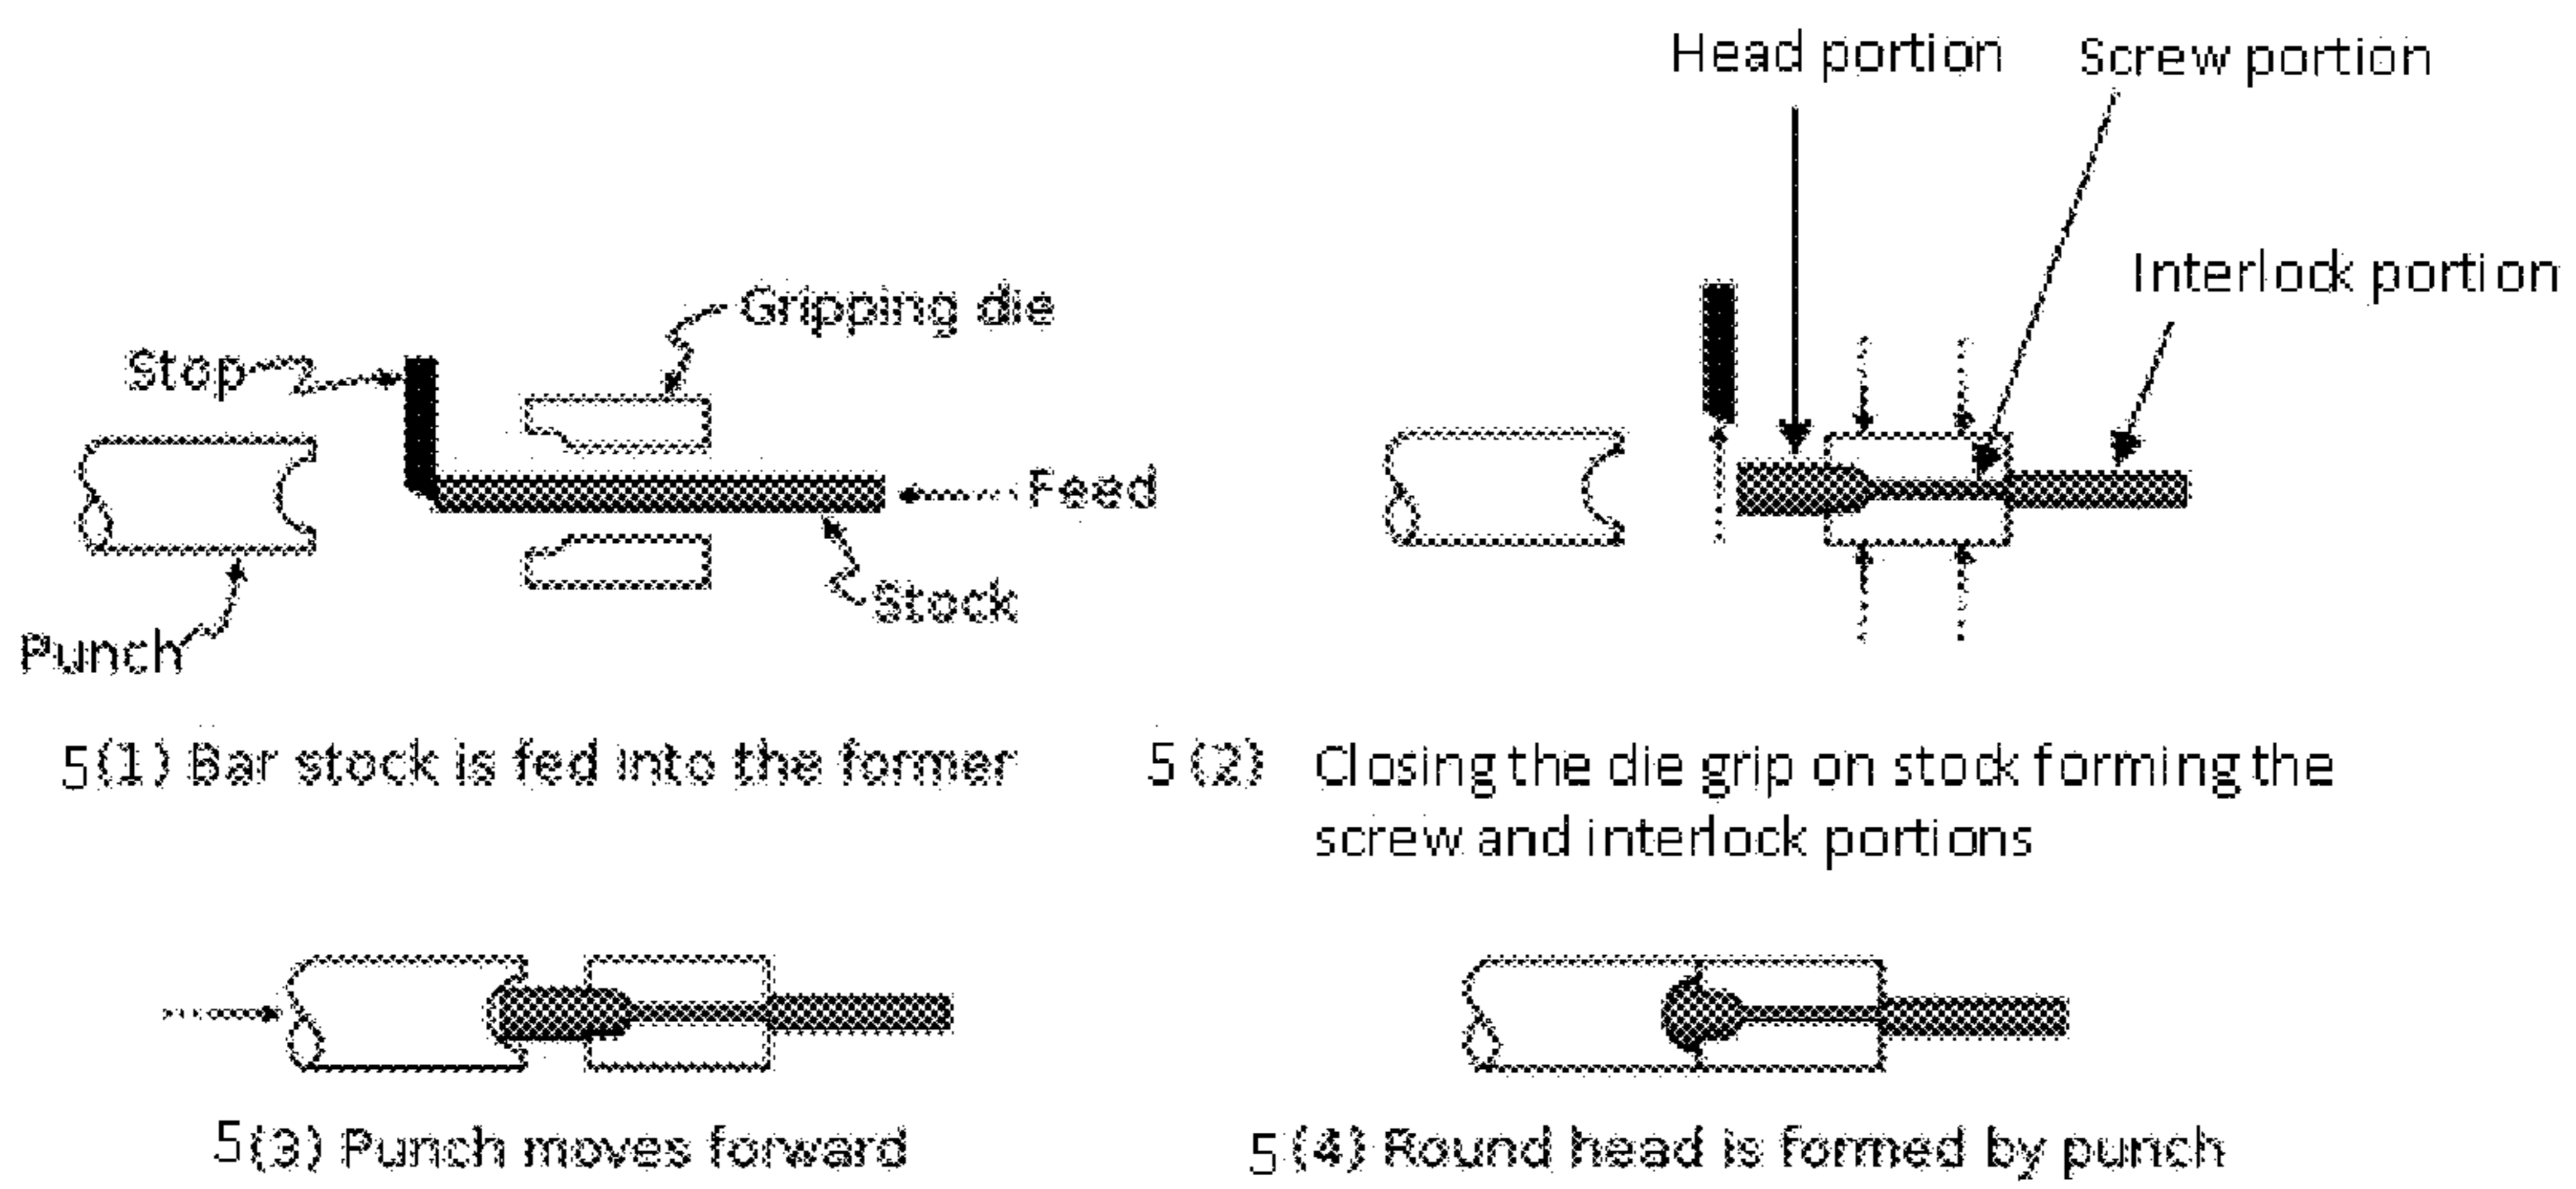 Head portion
Screw portion
Interlock portion
Gripping die
Stop
Feed
Stock
Punch
5(1) Bar stock is fed into the former
5(2) Closing the die grip on stock forming the
screw and interlock portions
5(3) Punch moves forward
5(4) Round head is formed by punch